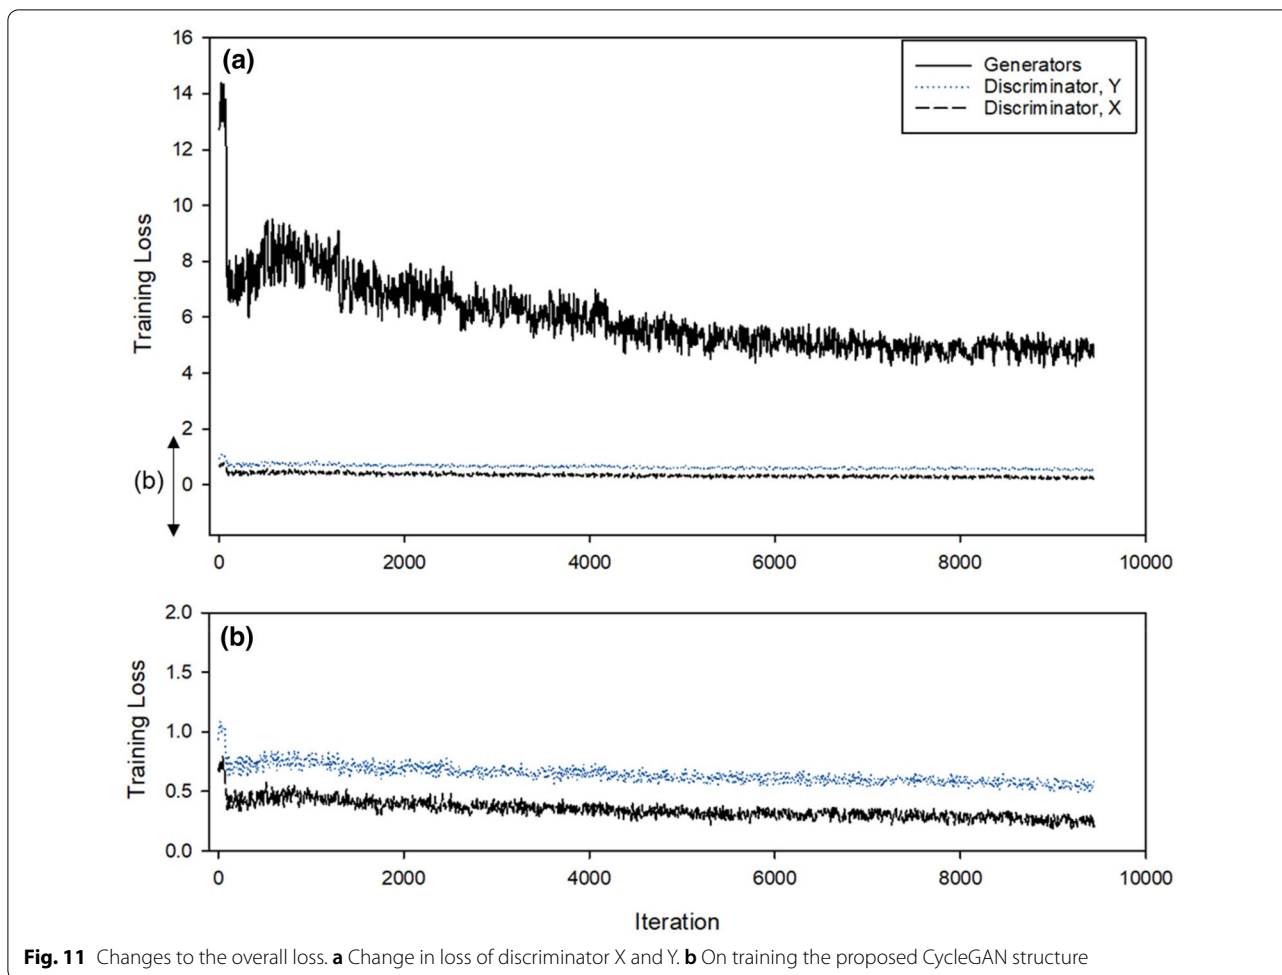 16
(a)
Generators
14
Discriminator, Y
Discriminator, X
12
10
8
6
4
2
0
Training Loss
(b)
0 2000 4000 6000 8000 10000
2.0
(b)
1.5
1.0
0.5
0.0
Training Loss
0 2000 4000 6000 8000 10000
Iteration
Fig. 11 Changes to the overall loss. a Change in loss of discriminator X and Y. b On training the proposed CycleGAN structure